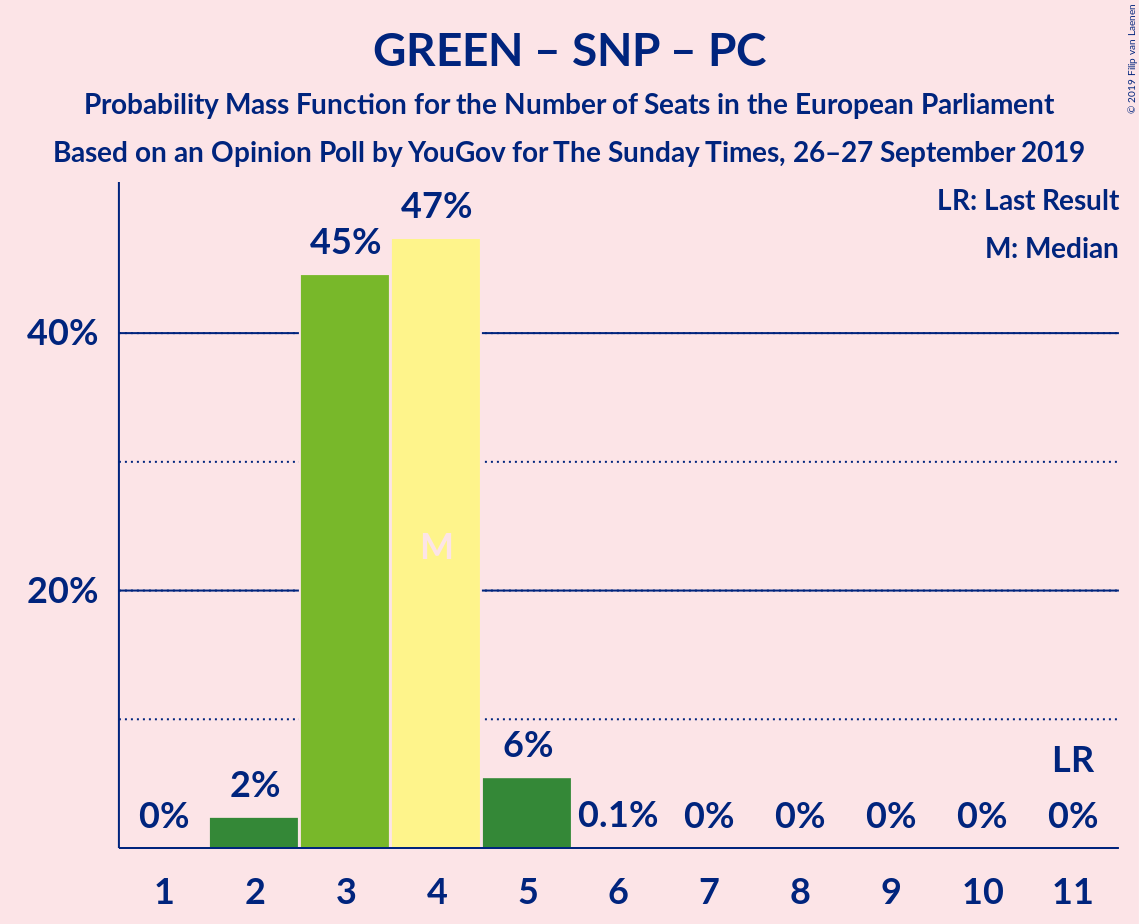 GREEN – SNP – PC
Probability Mass Function for the Number of Seats in the European Parliament
Based on an Opinion Poll by YouGov for The Sunday Times, 26–27 September 2019
© 2019 Filip van Laenen
LR: Last Result
M: Median
40%
20%
0%
2%
45%
47%
M
6%
0.1%
0%
0%
0%
0%
LR
0%
1 2 3 4 5 6 7 8 9 10 11